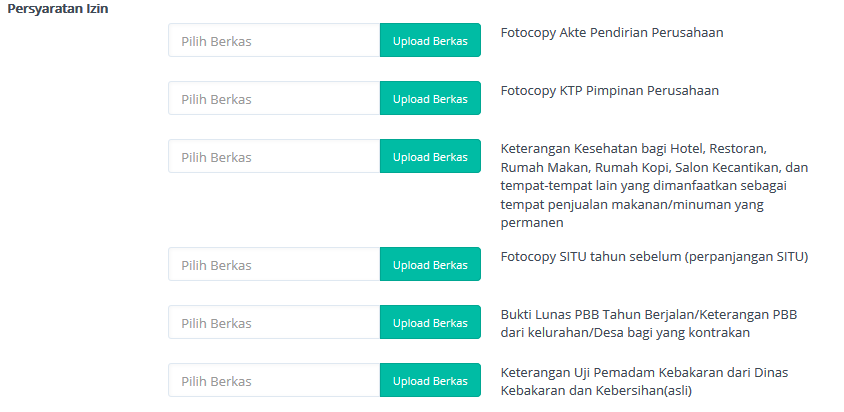 Persyaratan Izin
Pilih Berkas Upload Berkas Fotocopy Akte Pendirian Perusahaan
Pilih Berkas Upload Berkas Fotocopy KTP Pimpinan Perusahaan
Pilih Berkas Upload Berkas Keterangan Kesehatan bagi Hotel, Restoran,
Rumah Makan, Rumah Kopi, Salon Kecantikan, dan
tempat-tempat lain yang dimanfaatkan sebagai
tempat penjualan makanan/minuman yang
permanen
Pilih Berkas Upload Berkas Fotocopy SITU tahun sebelum (perpanjangan SITU)
Pilih Berkas Upload Berkas Bukti Lunas PBB Tahun Berjalan/Keterangan PBB
dari kelurahan/Desa bagi yang kontrakan
Pilih Berkas Upload Berkas Keterangan Uji Pemadam Kebakaran dari Dinas
Kebakaran dan Kebersihan(asli)